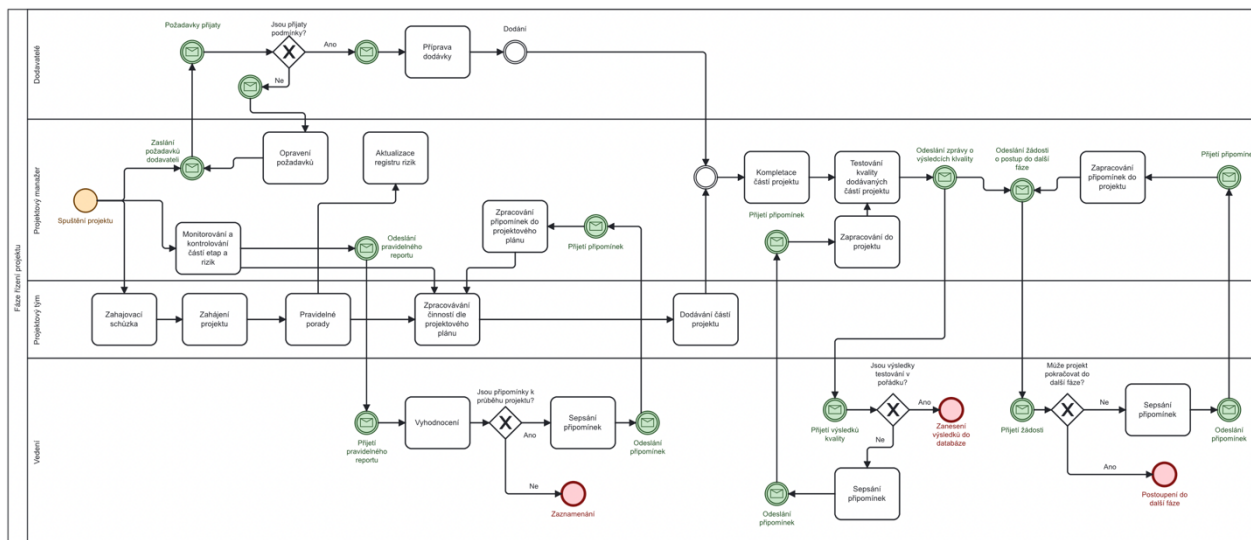 Fáze řízení projektu
Dodavatelé
Požadavky přijaty
Jsou přijaty
podmínky?
Ano
Ne
Příprava
dodávky
Dodání
Projektový manažer
Zaslání
požadavků
dodavateli
Opravení
požadavků
Aktualizace
registru rizik
Spuštění projektu
Monitorování a
kontrolování
částí etap a
rizik
Odeslání
pravidelného
reportu
Zpracování
připomínek do
projektového
plánu
Přijetí připomínek
Kompletace
částí projektu
Testování
kvality
dodávaných
částí projektu
Přijetí připomínek
Zapracování do
projektu
Odeslání zprávy o
výsledcích klvality
Odeslání žádosti
o postup do další
fáze
Zapracování
připomínek do
projektu
Přijetí připomínek
Projektový tým
Zahajovací
schůzka
Zahájení
projektu
Pravidelné
porady
Zpracovávání
činností dle
projektového
plánu
Dodávání částí
projektu
Vedení
Přijetí
pravidelného
reportu
Vyhodnocení
Jsou připomínky k
průběhu projektu?
Ano
Ne
Sepsání
připomínek
Odeslání
připomínek
Zaznamenání
Jsou výsledky
testování v
pořádku?
Přijetí výsledků
kvality
Ano
Ne
Zanesení
výsledků do
databáze
Sepsání
připomínek
Odeslání
připomínek
Může projekt
pokračovat do
další fáze?
Přijetí žádosti
Ne
Ano
Sepsání
připomínek
Odeslání
připomínek
Postoupení do
další fáze